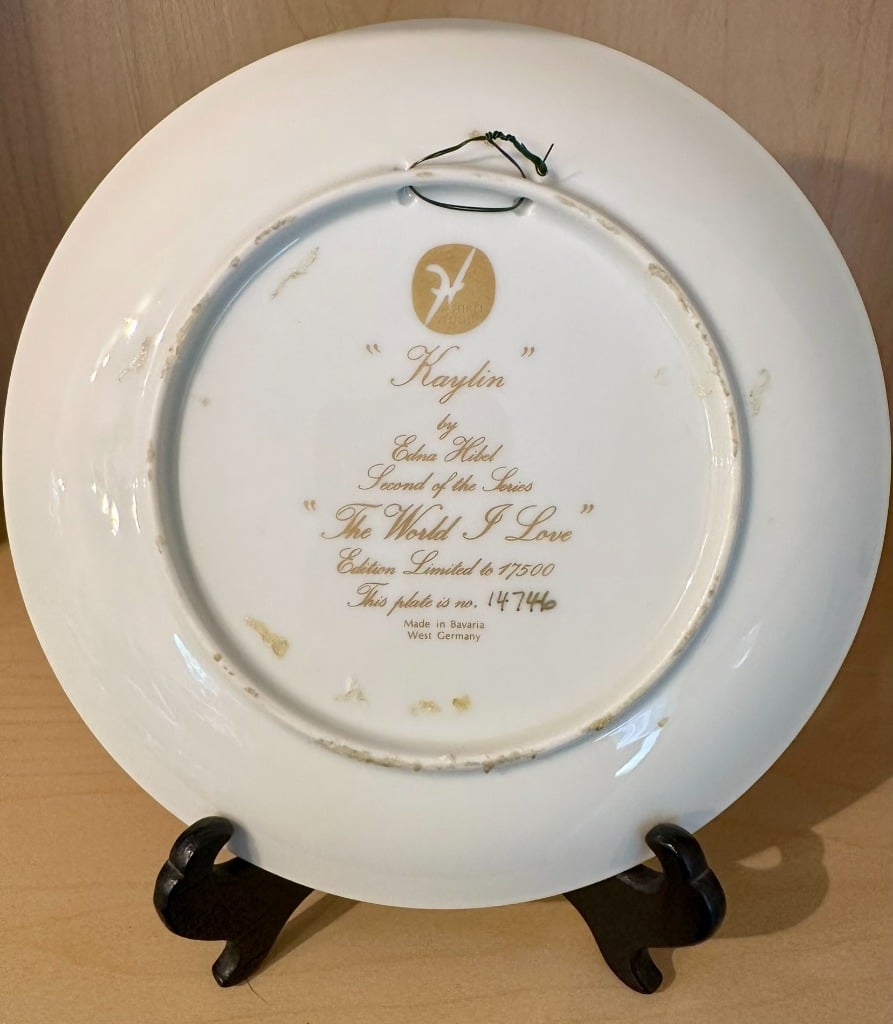 " Kaylin "
by
Edna Hibel
Second of the Series
" The World I Love "
Edition Limited to 17500
This plate is no. 14746
Made in Bavaria
West Germany